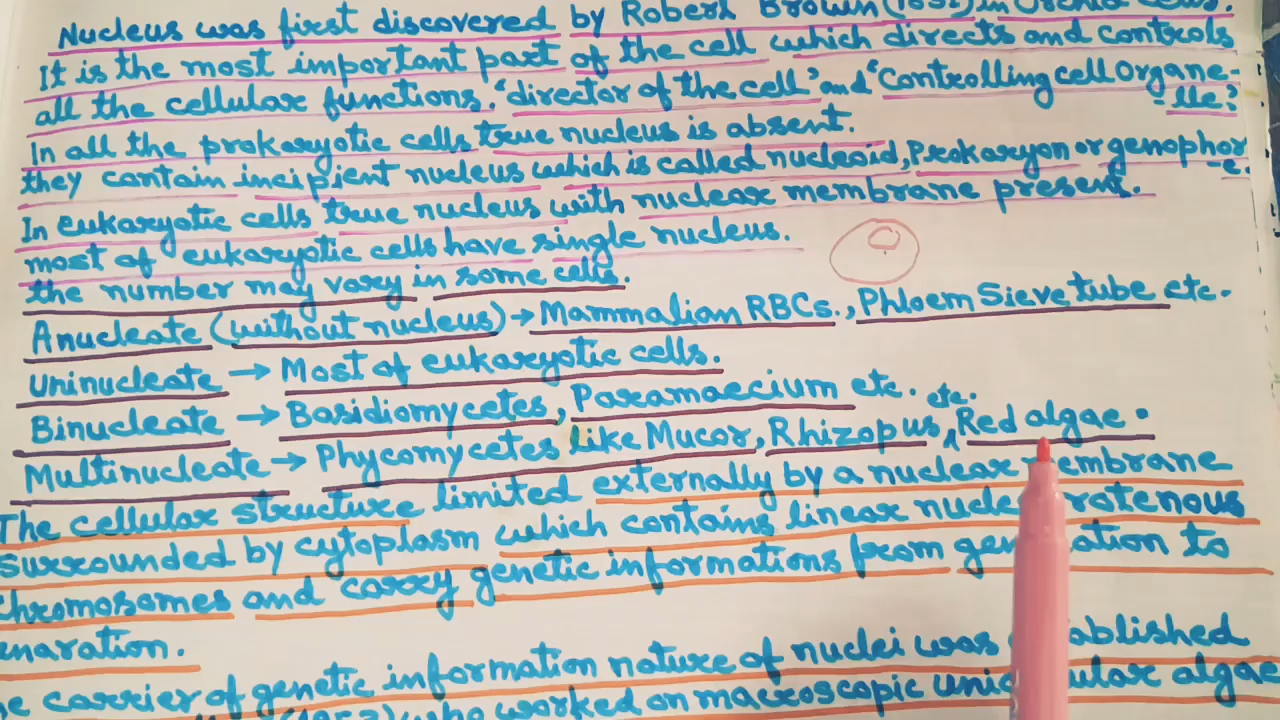 Nucleus was first discovered by Robert Brown (1832) in Orchid cells.
It is the most important part of the cell which directs and controls
all the cellular functions. "director of the cell" and "Controlling cell Organe-
-lle"
In all the prokaryotic cells true nucleus is absent.
they contain incipient nucleus which is called nucleoid, Prokaryon or genophor
-e.
In eukaryotic cells true nucleus with nuclear membrane present.
most of eukaryotic cells have single nucleus.
the number may vary in some cells.
Anucleate (without nucleus) → Mammalian RBCs., Phloem Sieve tube etc.
Uninucleate → Most of eukaryotic cells.
Binucleate → Basidiomycetes, Paramaecium etc.
Multinucleate → Phycomycetes like Mucor, Rhizopus etc., Red algae.
The cellular structure limited externally by a nuclear membrane
surrounded by cytoplasm which contains linear rotenous
chromosomes and carry genetic informations from generation to
enaration.
carrier of genetic information nature of nuclei was established
who worked on macroscopic algae